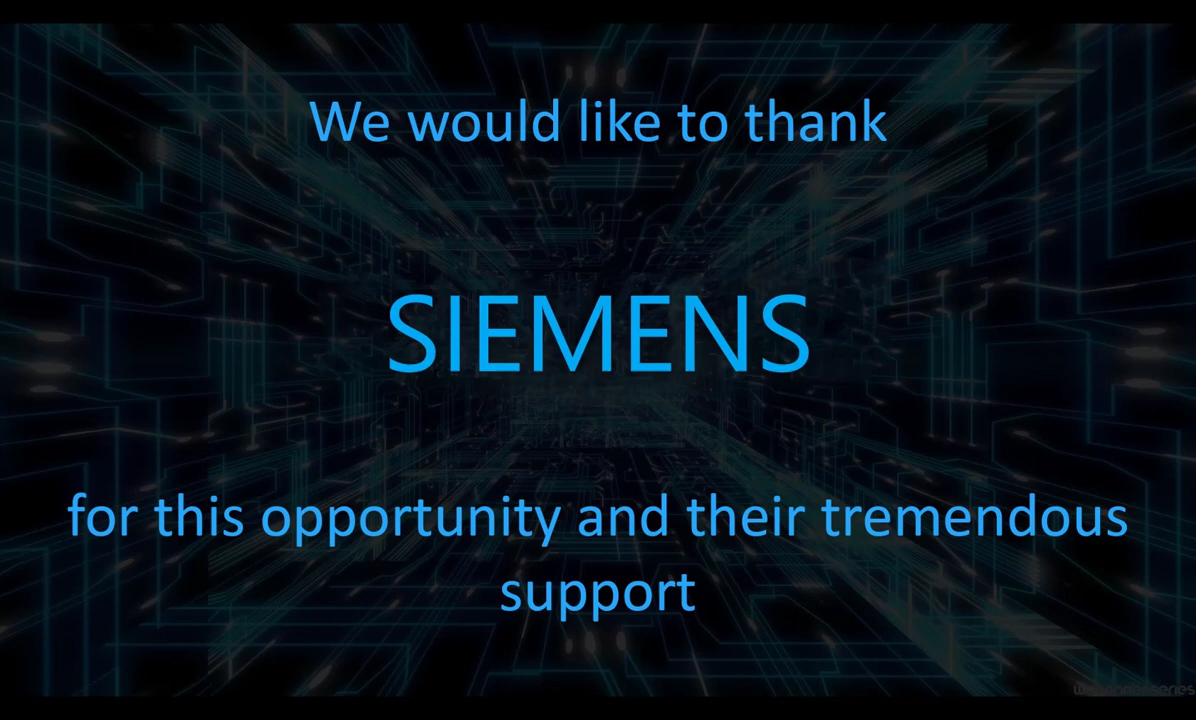 We would like to thank
SIEMENS
for this opportunity and their tremendous
support